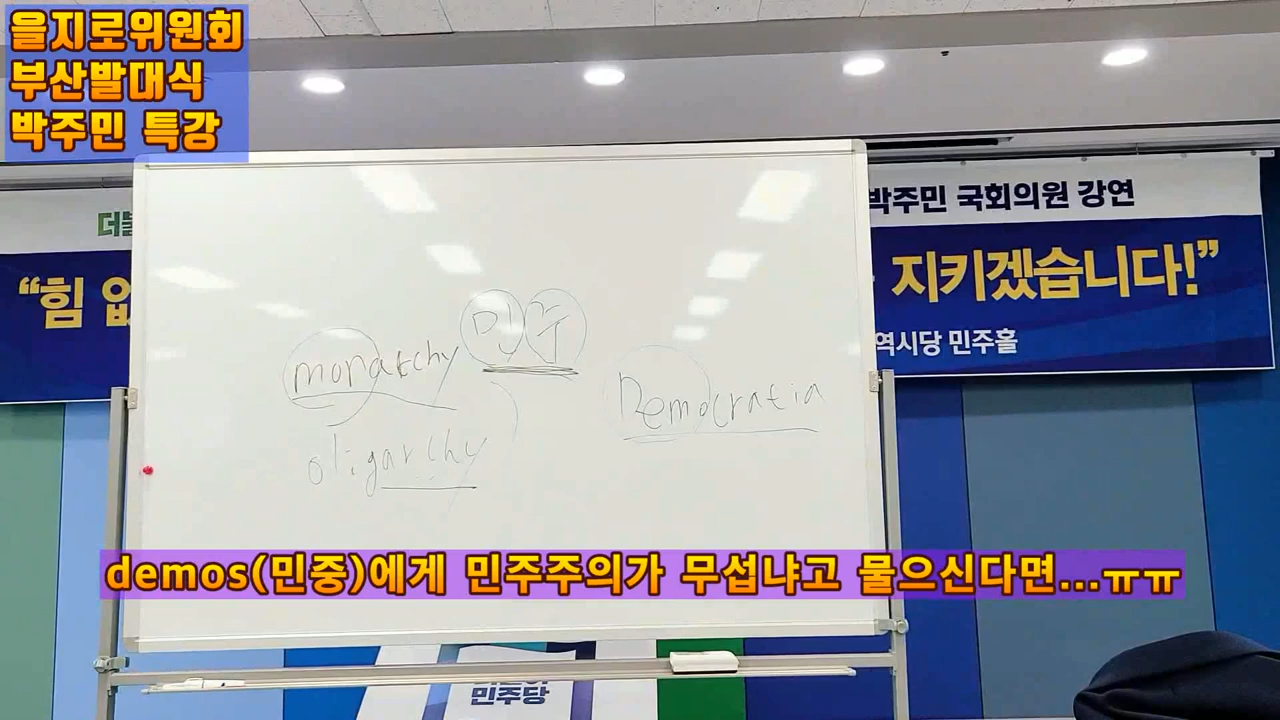 을지로위원회
부산발대식
박주민 특강
박주민 국회의원 강연
“힘 지키겠습니다!”
역시당 민주홀
민주
monarchy
Democratia
oligarchy
demos(민중)에게 민주주의가 무섭냐고 물으신다면...ㅠㅠ
민주당